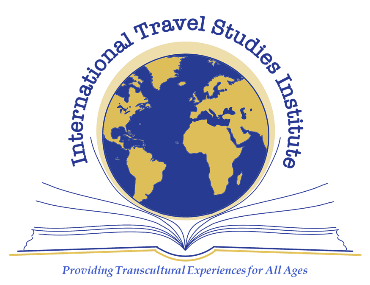 International Travel Studies Institute
Providing Transcultural Experiences for All Ages